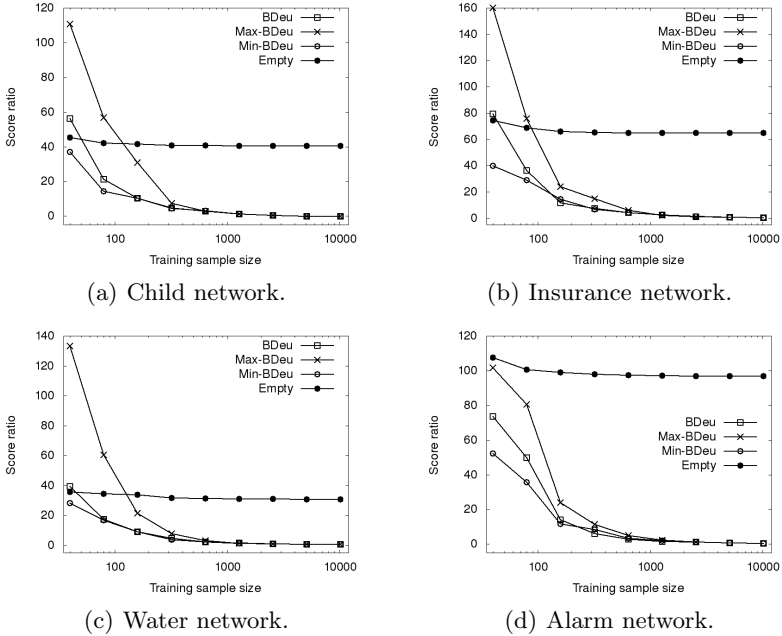 120
100
80
60
40
20
0
Score ratio
BDeu
Max-BDeu
Min-BDeu
Empty
100 1000 10000
Training sample size
(a) Child network.
160
140
120
100
80
60
40
20
0
Score ratio
BDeu
Max-BDeu
Min-BDeu
Empty
100 1000 10000
Training sample size
(b) Insurance network.
140
120
100
80
60
40
20
0
Score ratio
BDeu
Max-BDeu
Min-BDeu
Empty
100 1000 10000
Training sample size
(c) Water network.
120
100
80
60
40
20
0
Score ratio
BDeu
Max-BDeu
Min-BDeu
Empty
100 1000 10000
Training sample size
(d) Alarm network.